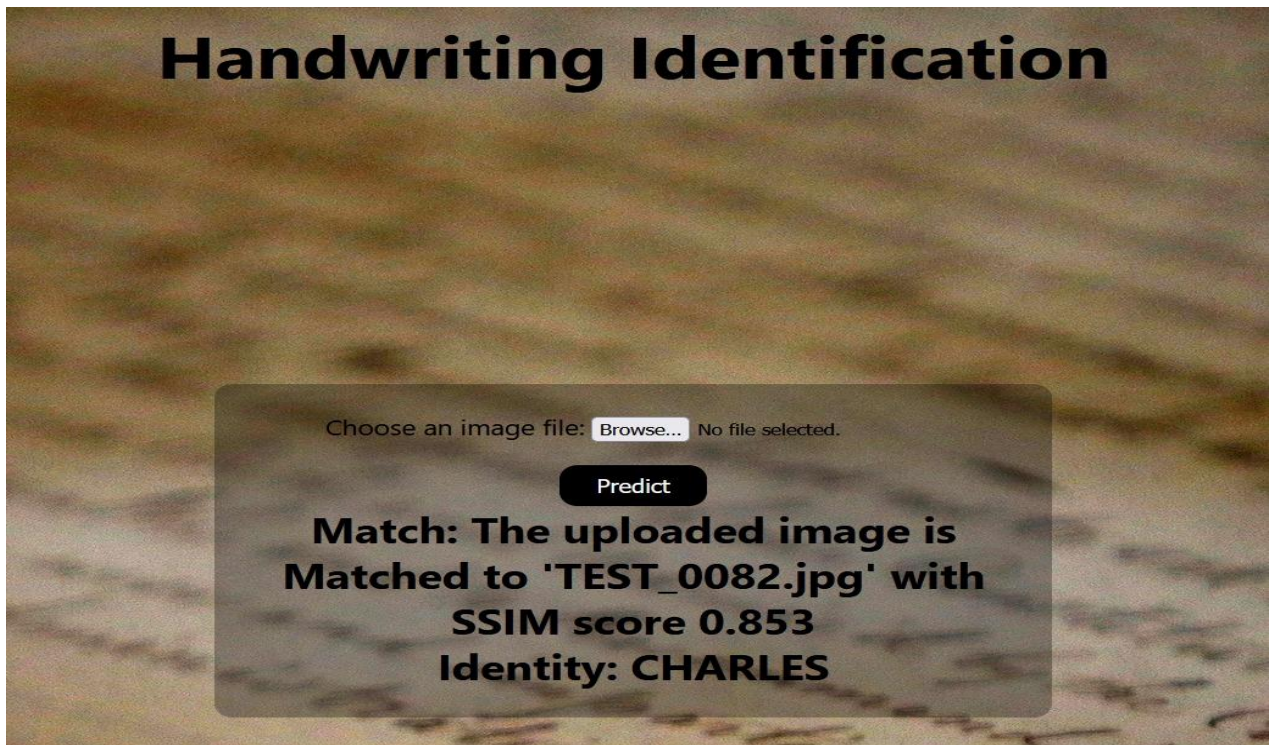 Handwriting Identification
Choose an image file: Browse... No file selected.
Predict
Match: The uploaded image is
Matched to 'TEST_0082.jpg' with
SSIM score 0.853
Identity: CHARLES